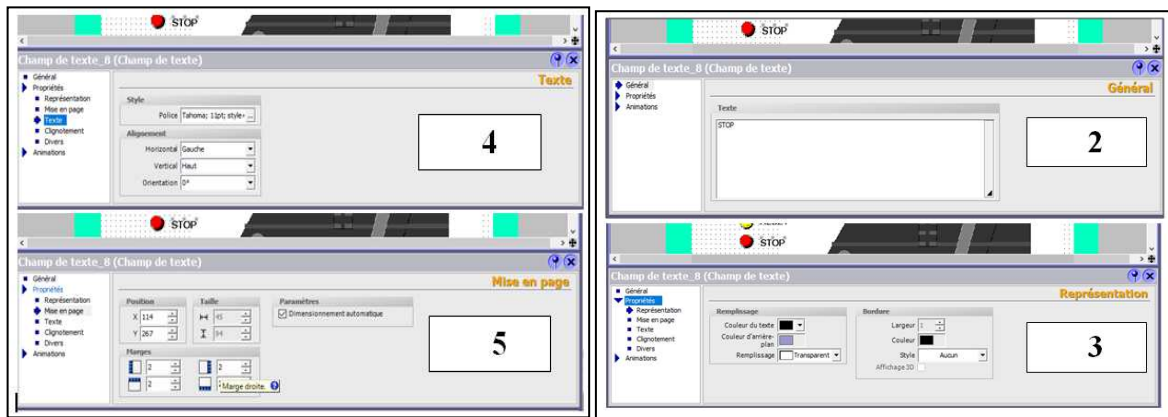 STOP
Champ de texte_8 (Champ de texte)
Général
Propriétés
Représentation
Mise en page
Texte
Clignotement
Divers
Animations
Texte
Style
Police Tahoma; 11pt; style= ...
Alignement
Horizontal Gauche
Vertical Haut
Orientation 0°
4
STOP
Champ de texte_8 (Champ de texte)
Général
Propriétés
Représentation
Mise en page
Texte
Clignotement
Divers
Animations
Mise en page
Position
X 114
Y 267
Taille
45
Paramètres
Dimensionnement automatique
Marges
2
2
2
Marge droite.
5
STOP
Champ de texte_8 (Champ de texte)
Général
Propriétés
Animations
Général
Texte
STOP
2
STOP
Champ de texte_8 (Champ de texte)
Général
Propriétés
Représentation
Mise en page
Texte
Clignotement
Divers
Animations
Représentation
Remplissage
Couleur du texte
Couleur d'arrière-
plan
Remplissage Transparent
Bordure
Largeur 1
Couleur
Style Aucun
Affichage 3D
3